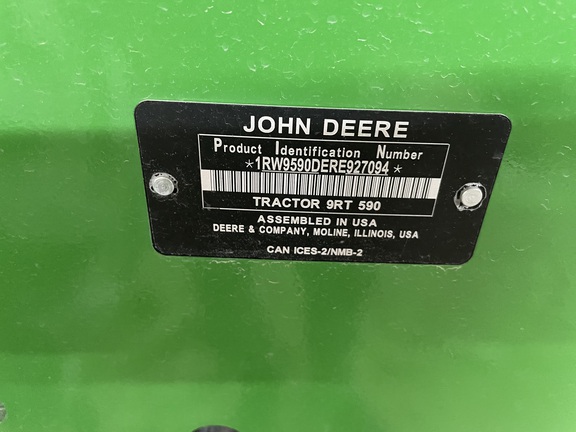 JOHN DEERE
Product Identification Number
*1RW9590DERE927094*
TRACTOR 9RT 590
ASSEMBLED IN USA
DEERE & COMPANY, MOLINE, ILLINOIS, USA
CAN ICES-2/NMB-2